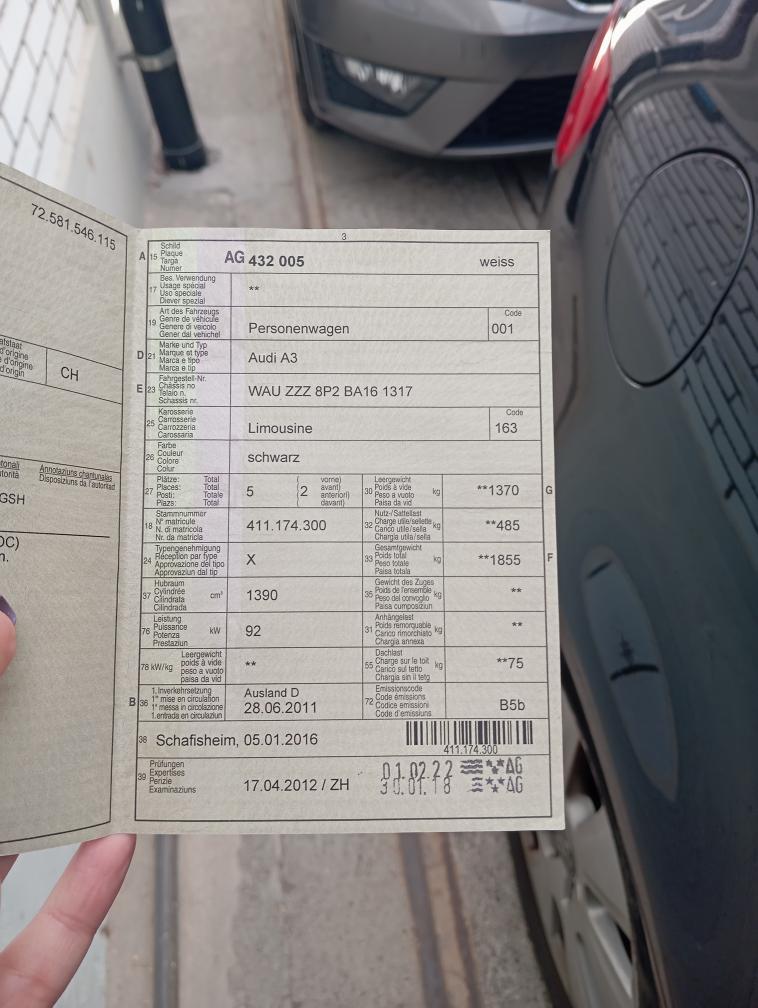 72.581.546.115
atstaat
d'origine
d'origine
d'origin
CH
Annotaziuns chantunalas
Disposiziuns da l'autoritad
GSH
3
A 15 Schild
Plaque
Targa
Numer
AG 432 005 weiss
17 Bes. Verwendung
Usage spécial
Uso speciale
Diever spezial
**
19 Art des Fahrzeugs
Genre de véhicule
Genere di veicolo
Gener dal vehichel
Personenwagen
Code
001
D 21 Marke und Typ
Marque et type
Marca e tipo
Marca e tip
Audi A3
E 23 Fahrgestell-Nr.
Châssis no
Telaio n.
Schassis nr.
WAU ZZZ 8P2 BA16 1317
25 Karosserie
Carrosserie
Carrozzeria
Carossaria
Limousine
Code
163
26 Farbe
Couleur
Colore
Colur
schwarz
27 Plätze: Total
Places: Total
Posti: Totale
Plazs: Total
5
( vorne)
2 avant)
anteriori)
davant)
30 Leergewicht
Poids à vide
Peso a vuoto
Paisa da vid
kg
**1370 G
18 Stammnummer
N° matricule
N. di matricola
Nr. da matricla
411.174.300
32 Nutz-/Sattellast
Charge utile/sellette
Carico utile/sella
Chargia utila/sella
kg
**485
24 Typengenehmigung
Réception par type
Approvazione del tipo
Approvaziun dal tip
X
33 Gesamtgewicht
Poids total
Peso totale
Paisa totala
kg
**1855 F
37 Hubraum
Cylindrée
Cilindrata
Cilindrada
cm³
1390
35 Gewicht des Zuges
Poids de l'ensemble
Peso del convoglio
Paisa cumposiziun
kg
**
76 Leistung
Puissance
Potenza
Prestaziun
kW
92
31 Anhängelast
Poids remorquable
Carico rimorchiato
Chargia annexa
kg
**
78 kW/kg Leergewicht
poids à vide
peso a vuoto
paisa da vid
**
55 Dachlast
Charge sur le toit
Carico sul tetto
Chargia sin il tetg
kg
**75
B 36 1. Inverkehrsetzung
1re mise en circulation
1a messa in circolazione
1. entrada en circulaziun
Ausland D
28.06.2011
72 Emissionscode
Code émissions
Codice emissioni
Code d'emissiuns
B5b
38 Schafisheim, 05.01.2016
411.174.300
39 Prüfungen
Expertises
Perizie
Examinaziuns
17.04.2012 / ZH
01.02.22 AG
30.01.18 AG